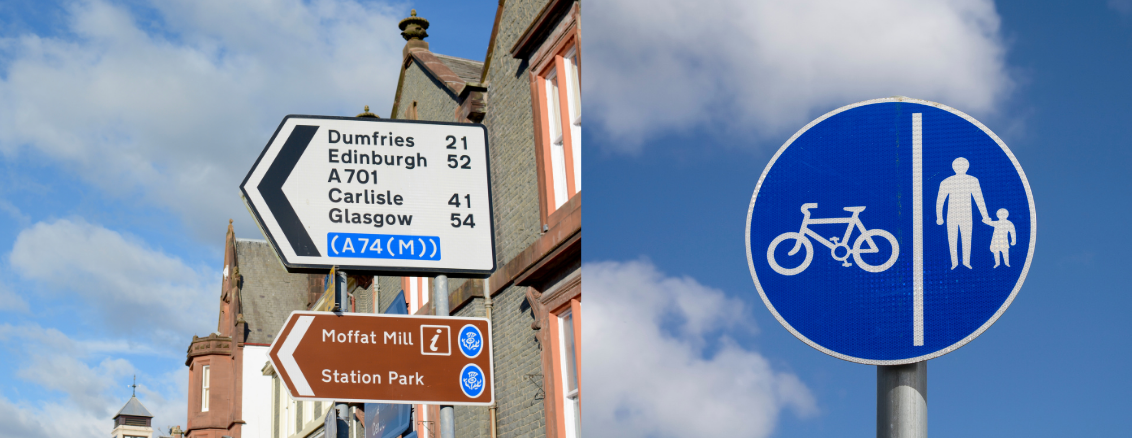 Dumfries 21
Edinburgh 52
A701
Carlisle 41
Glasgow 54
(A74(M))
Moffat Mill i
Station Park